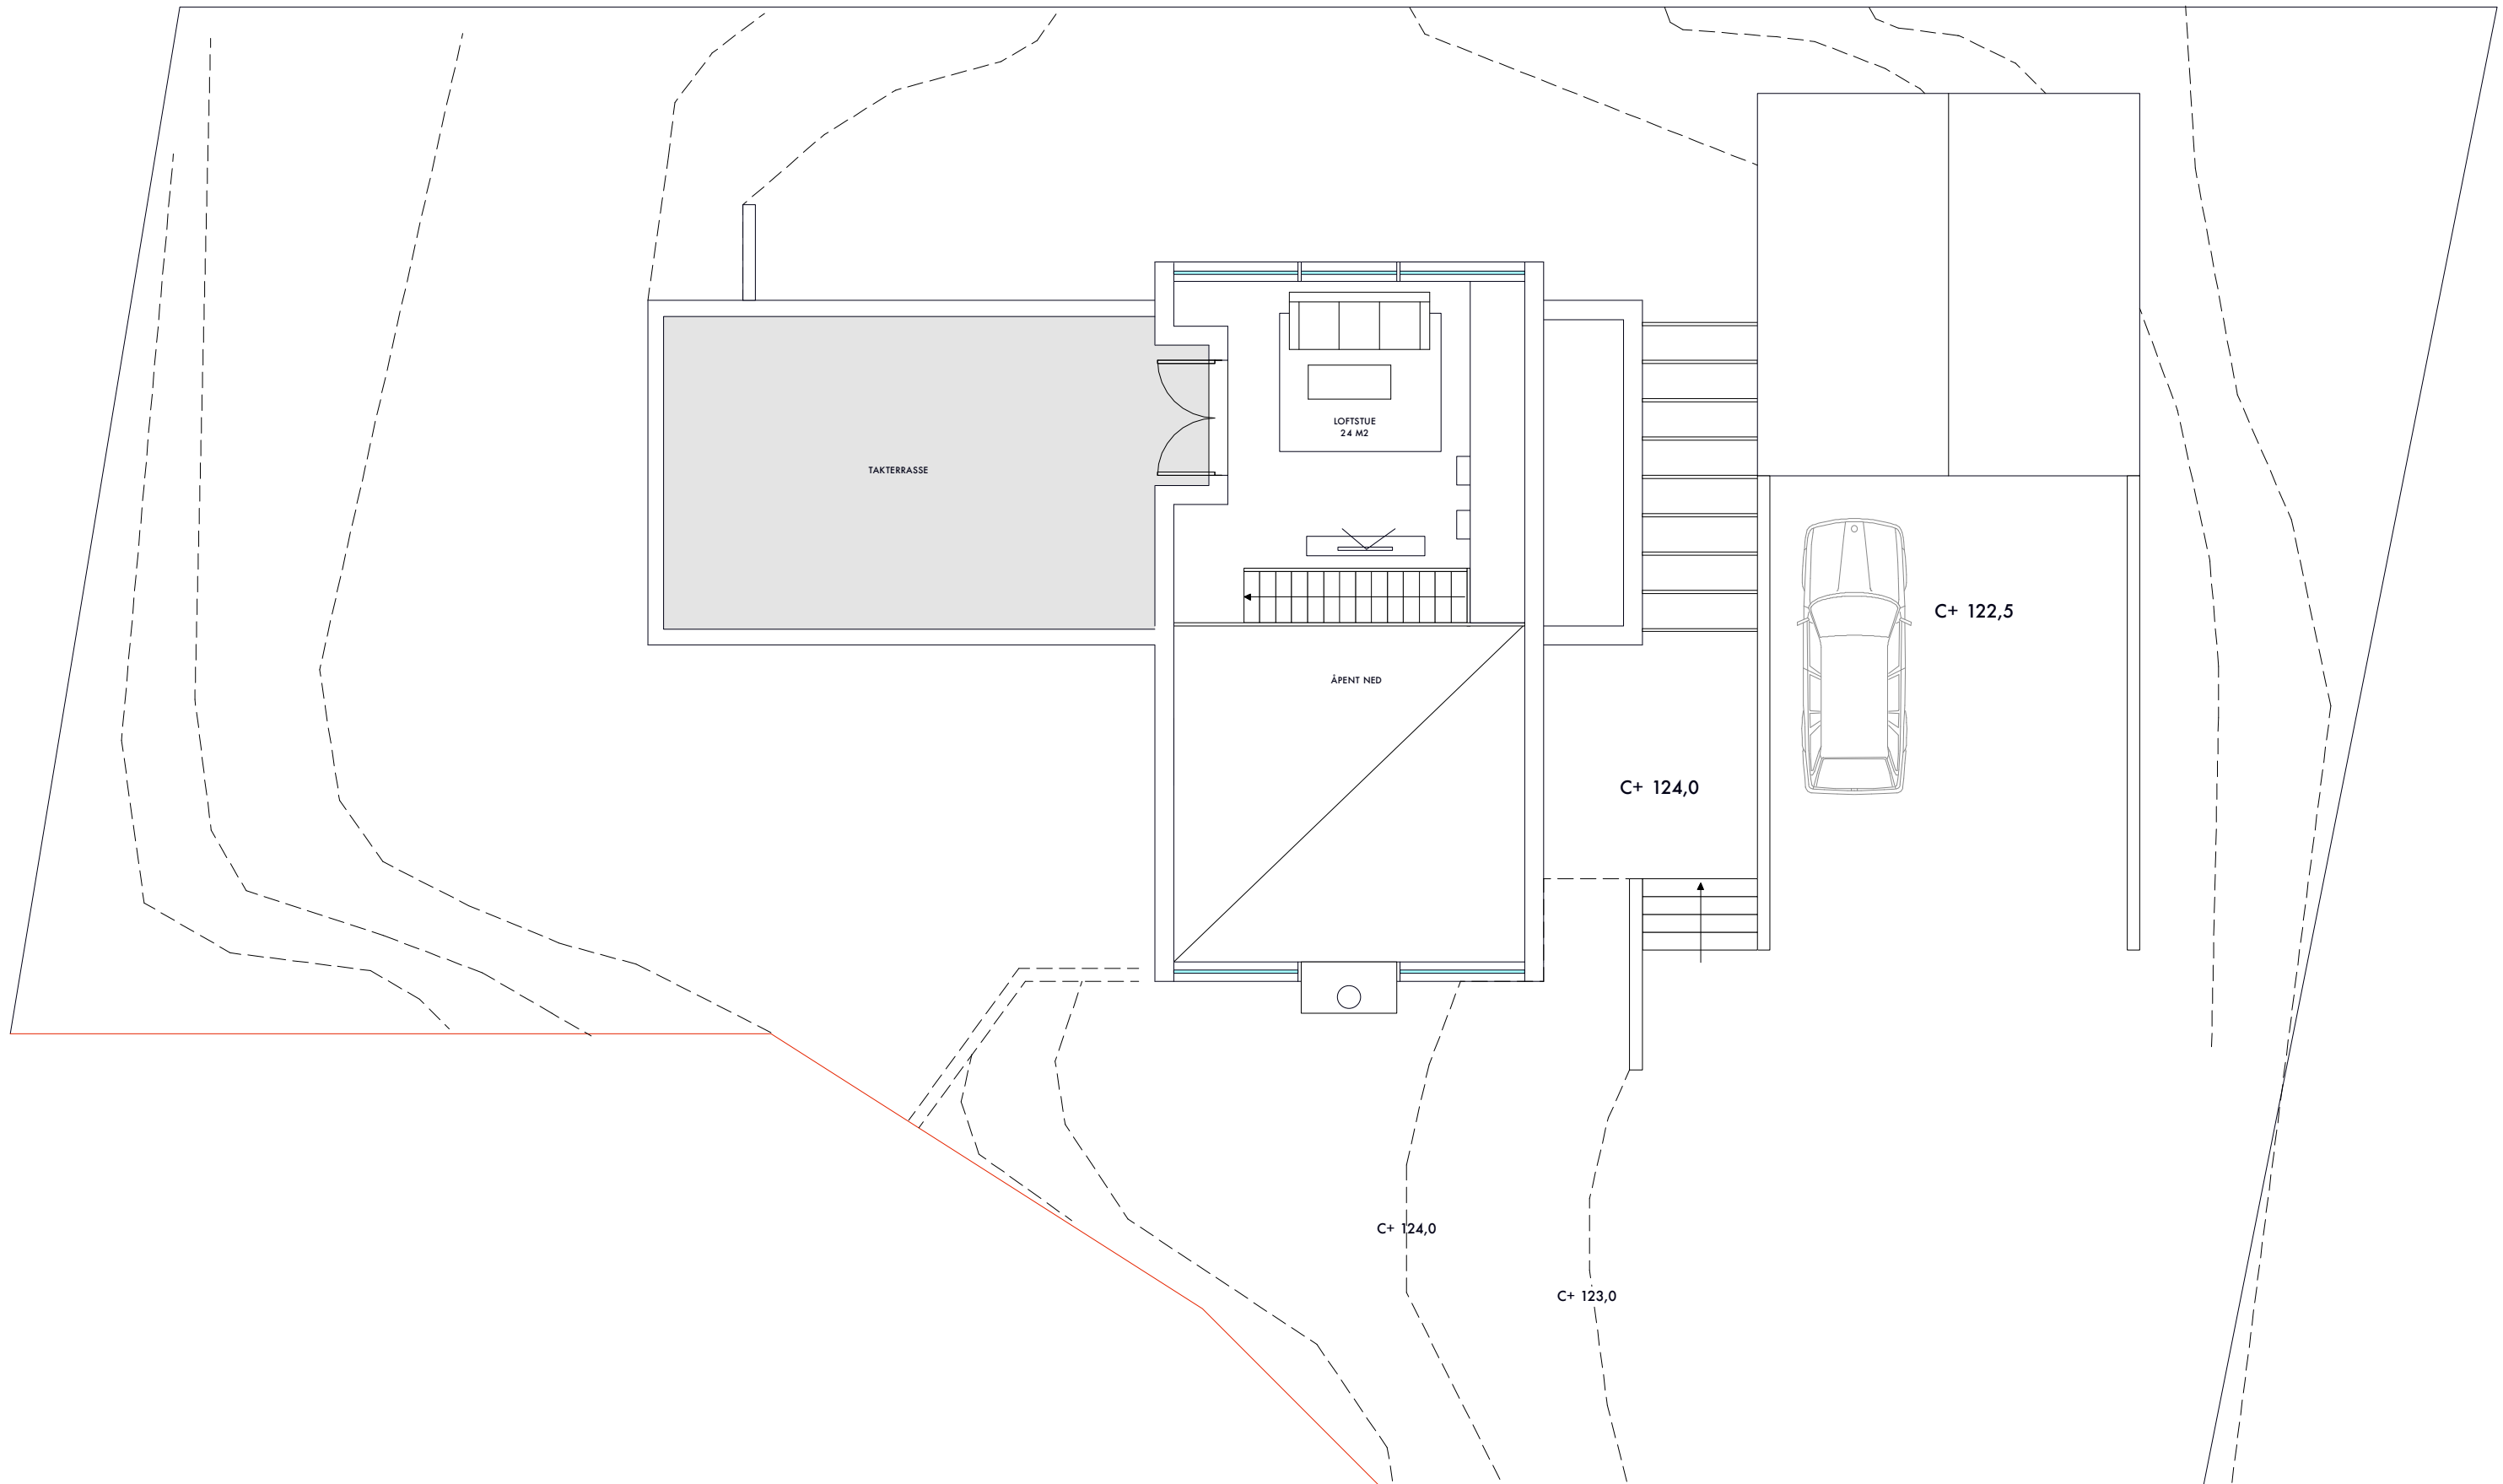 LOFTSTUE
24 M2
TAKTERRASSE
C+ 122,5
ÅPENT NED
C+ 124,0
C+ 124,0
C+ 123,0